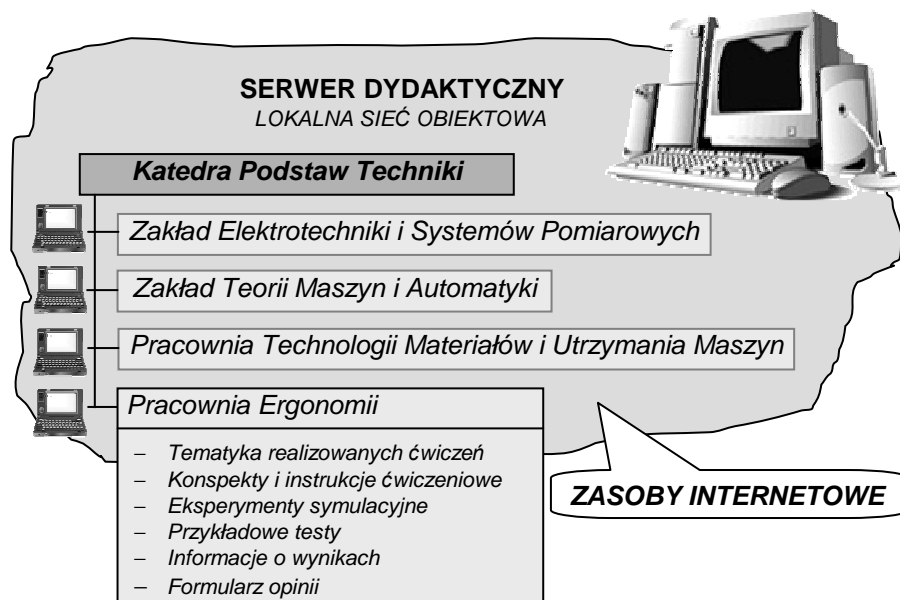 SERWER DYDAKTYCZNY
LOKALNA SIEĆ OBIEKTOWA
Katedra Podstaw Techniki
Zakład Elektrotechniki i Systemów Pomiarowych
Zakład Teorii Maszyn i Automatyki
Pracownia Technologii Materiałów i Utrzymania Maszyn
Pracownia Ergonomii
– Tematyka realizowanych ćwiczeń
– Konspekty i instrukcje ćwiczeniowe
– Eksperymenty symulacyjne
– Przykładowe testy
– Informacje o wynikach
– Formularz opinii
ZASOBY INTERNETOWE